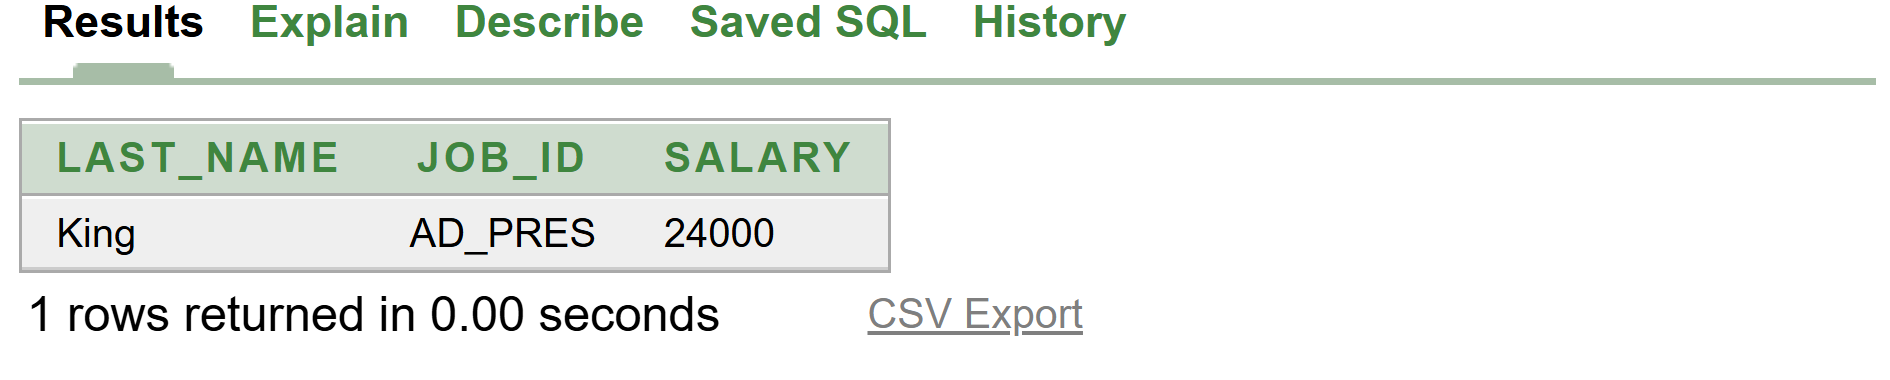 Results Explain Describe Saved SQL History
LAST_NAME JOB_ID SALARY
King AD_PRES 24000
1 rows returned in 0.00 seconds CSV Export